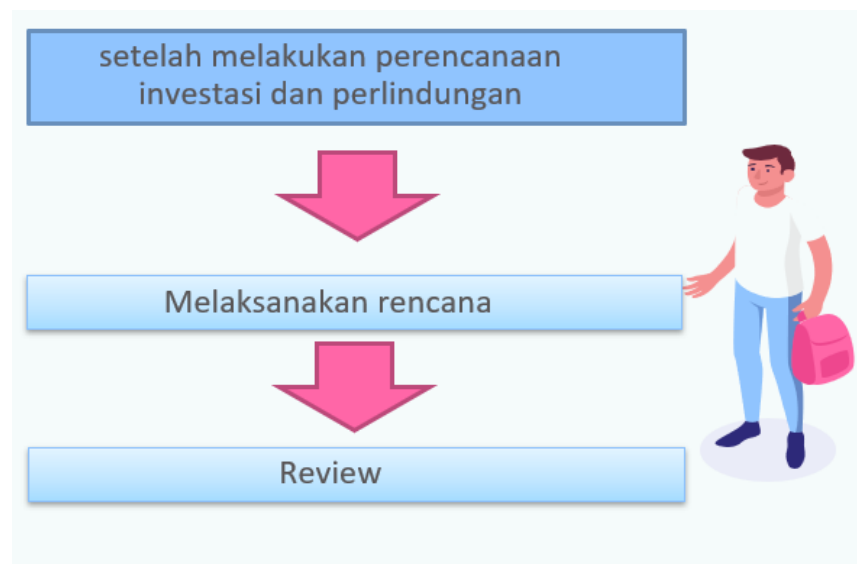 setelah melakukan perencanaan
investasi dan perlindungan
Melaksanakan rencana
Review